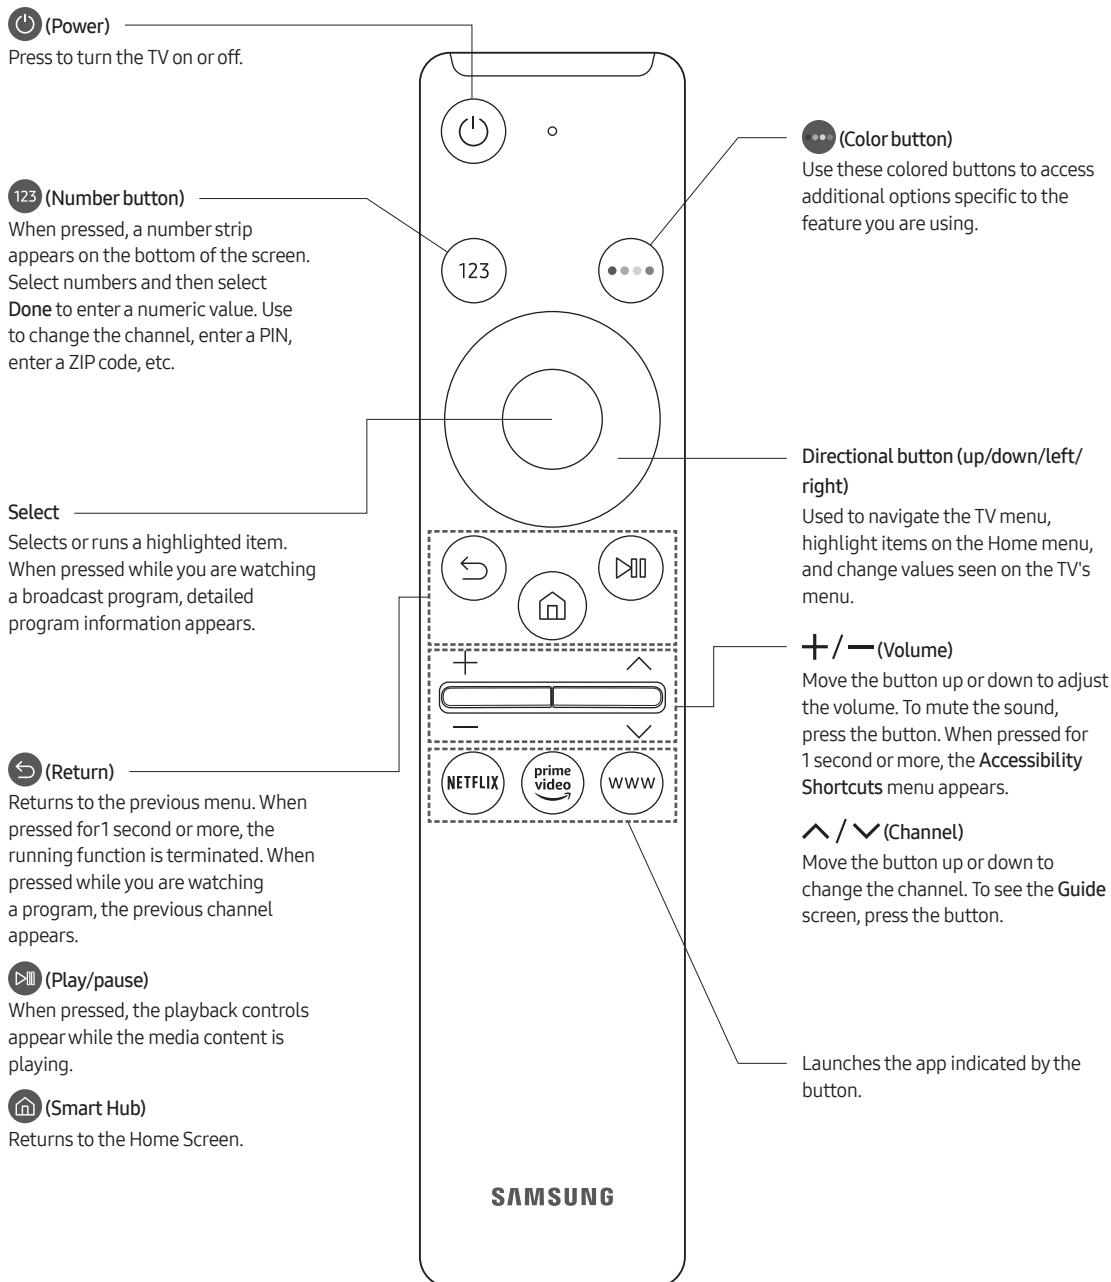 (Power)
Press to turn the TV on or off.
123 (Number button)
When pressed, a number strip
appears on the bottom of the screen.
Select numbers and then select
Done to enter a numeric value. Use
to change the channel, enter a PIN,
enter a ZIP code, etc.
Select
Selects or runs a highlighted item.
When pressed while you are watching
a broadcast program, detailed
program information appears.
(Return)
Returns to the previous menu. When
pressed for1 second or more, the
running function is terminated. When
pressed while you are watching
a program, the previous channel
appears.
(Play/pause)
When pressed, the playback controls
appear while the media content is
playing.
(Smart Hub)
Returns to the Home Screen.
123
+
−
NETFLIX
prime
video
WWW
SAMSUNG
(Color button)
Use these colored buttons to access
additional options specific to the
feature you are using.
Directional button (up/down/left/
right)
Used to navigate the TV menu,
highlight items on the Home menu,
and change values seen on the TV's
menu.
+ / − (Volume)
Move the button up or down to adjust
the volume. To mute the sound,
press the button. When pressed for
1 second or more, the Accessibility
Shortcuts menu appears.
/ (Channel)
Move the button up or down to
change the channel. To see the Guide
screen, press the button.
Launches the app indicated by the
button.